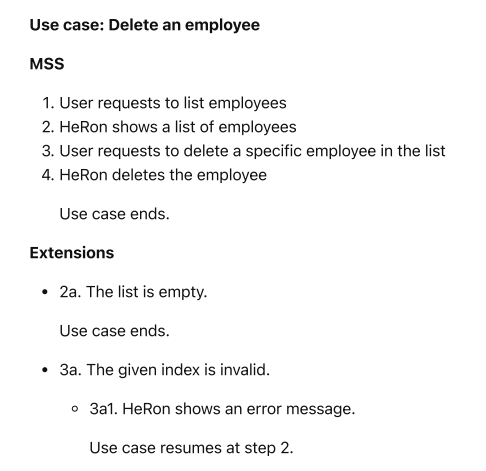 Use case: Delete an employee
MSS
1. User requests to list employees
2. HeRon shows a list of employees
3. User requests to delete a specific employee in the list
4. HeRon deletes the employee
Use case ends.
Extensions
• 2a. The list is empty.
Use case ends.
• 3a. The given index is invalid.
◦ 3a1. HeRon shows an error message.
Use case resumes at step 2.